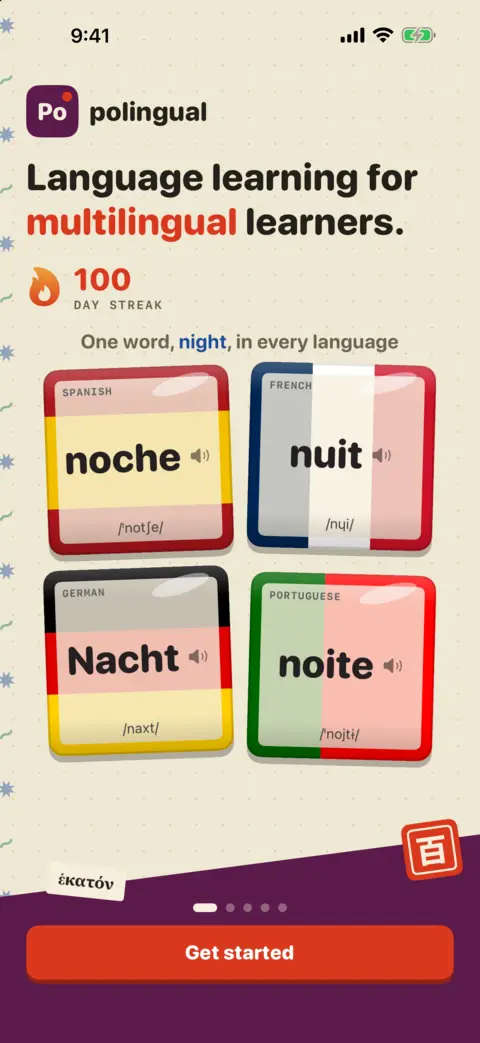 9:41
Po
polingual
Language learning for
multilingual learners.
100
DAY STREAK
One word, night, in every language
SPANISH
noche
/ˈnotʃe/
FRENCH
nuit
/nɥi/
GERMAN
Nacht
/naxt/
PORTUGUESE
noite
/ˈnojtɨ/
百
ἑκατόν
Get started